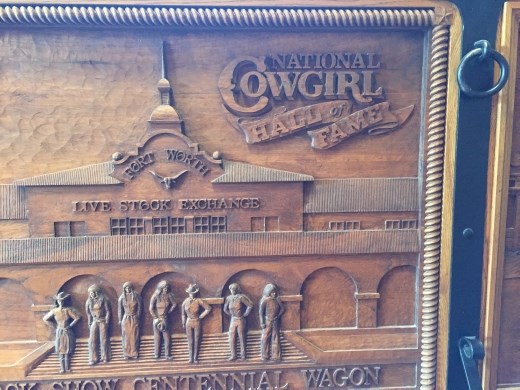 NATIONAL
COWGIRL
HALL OF
FAME
FORT WORTH
LIVE STOCK EXCHANGE
SHOW CENTENNIAL WAGON